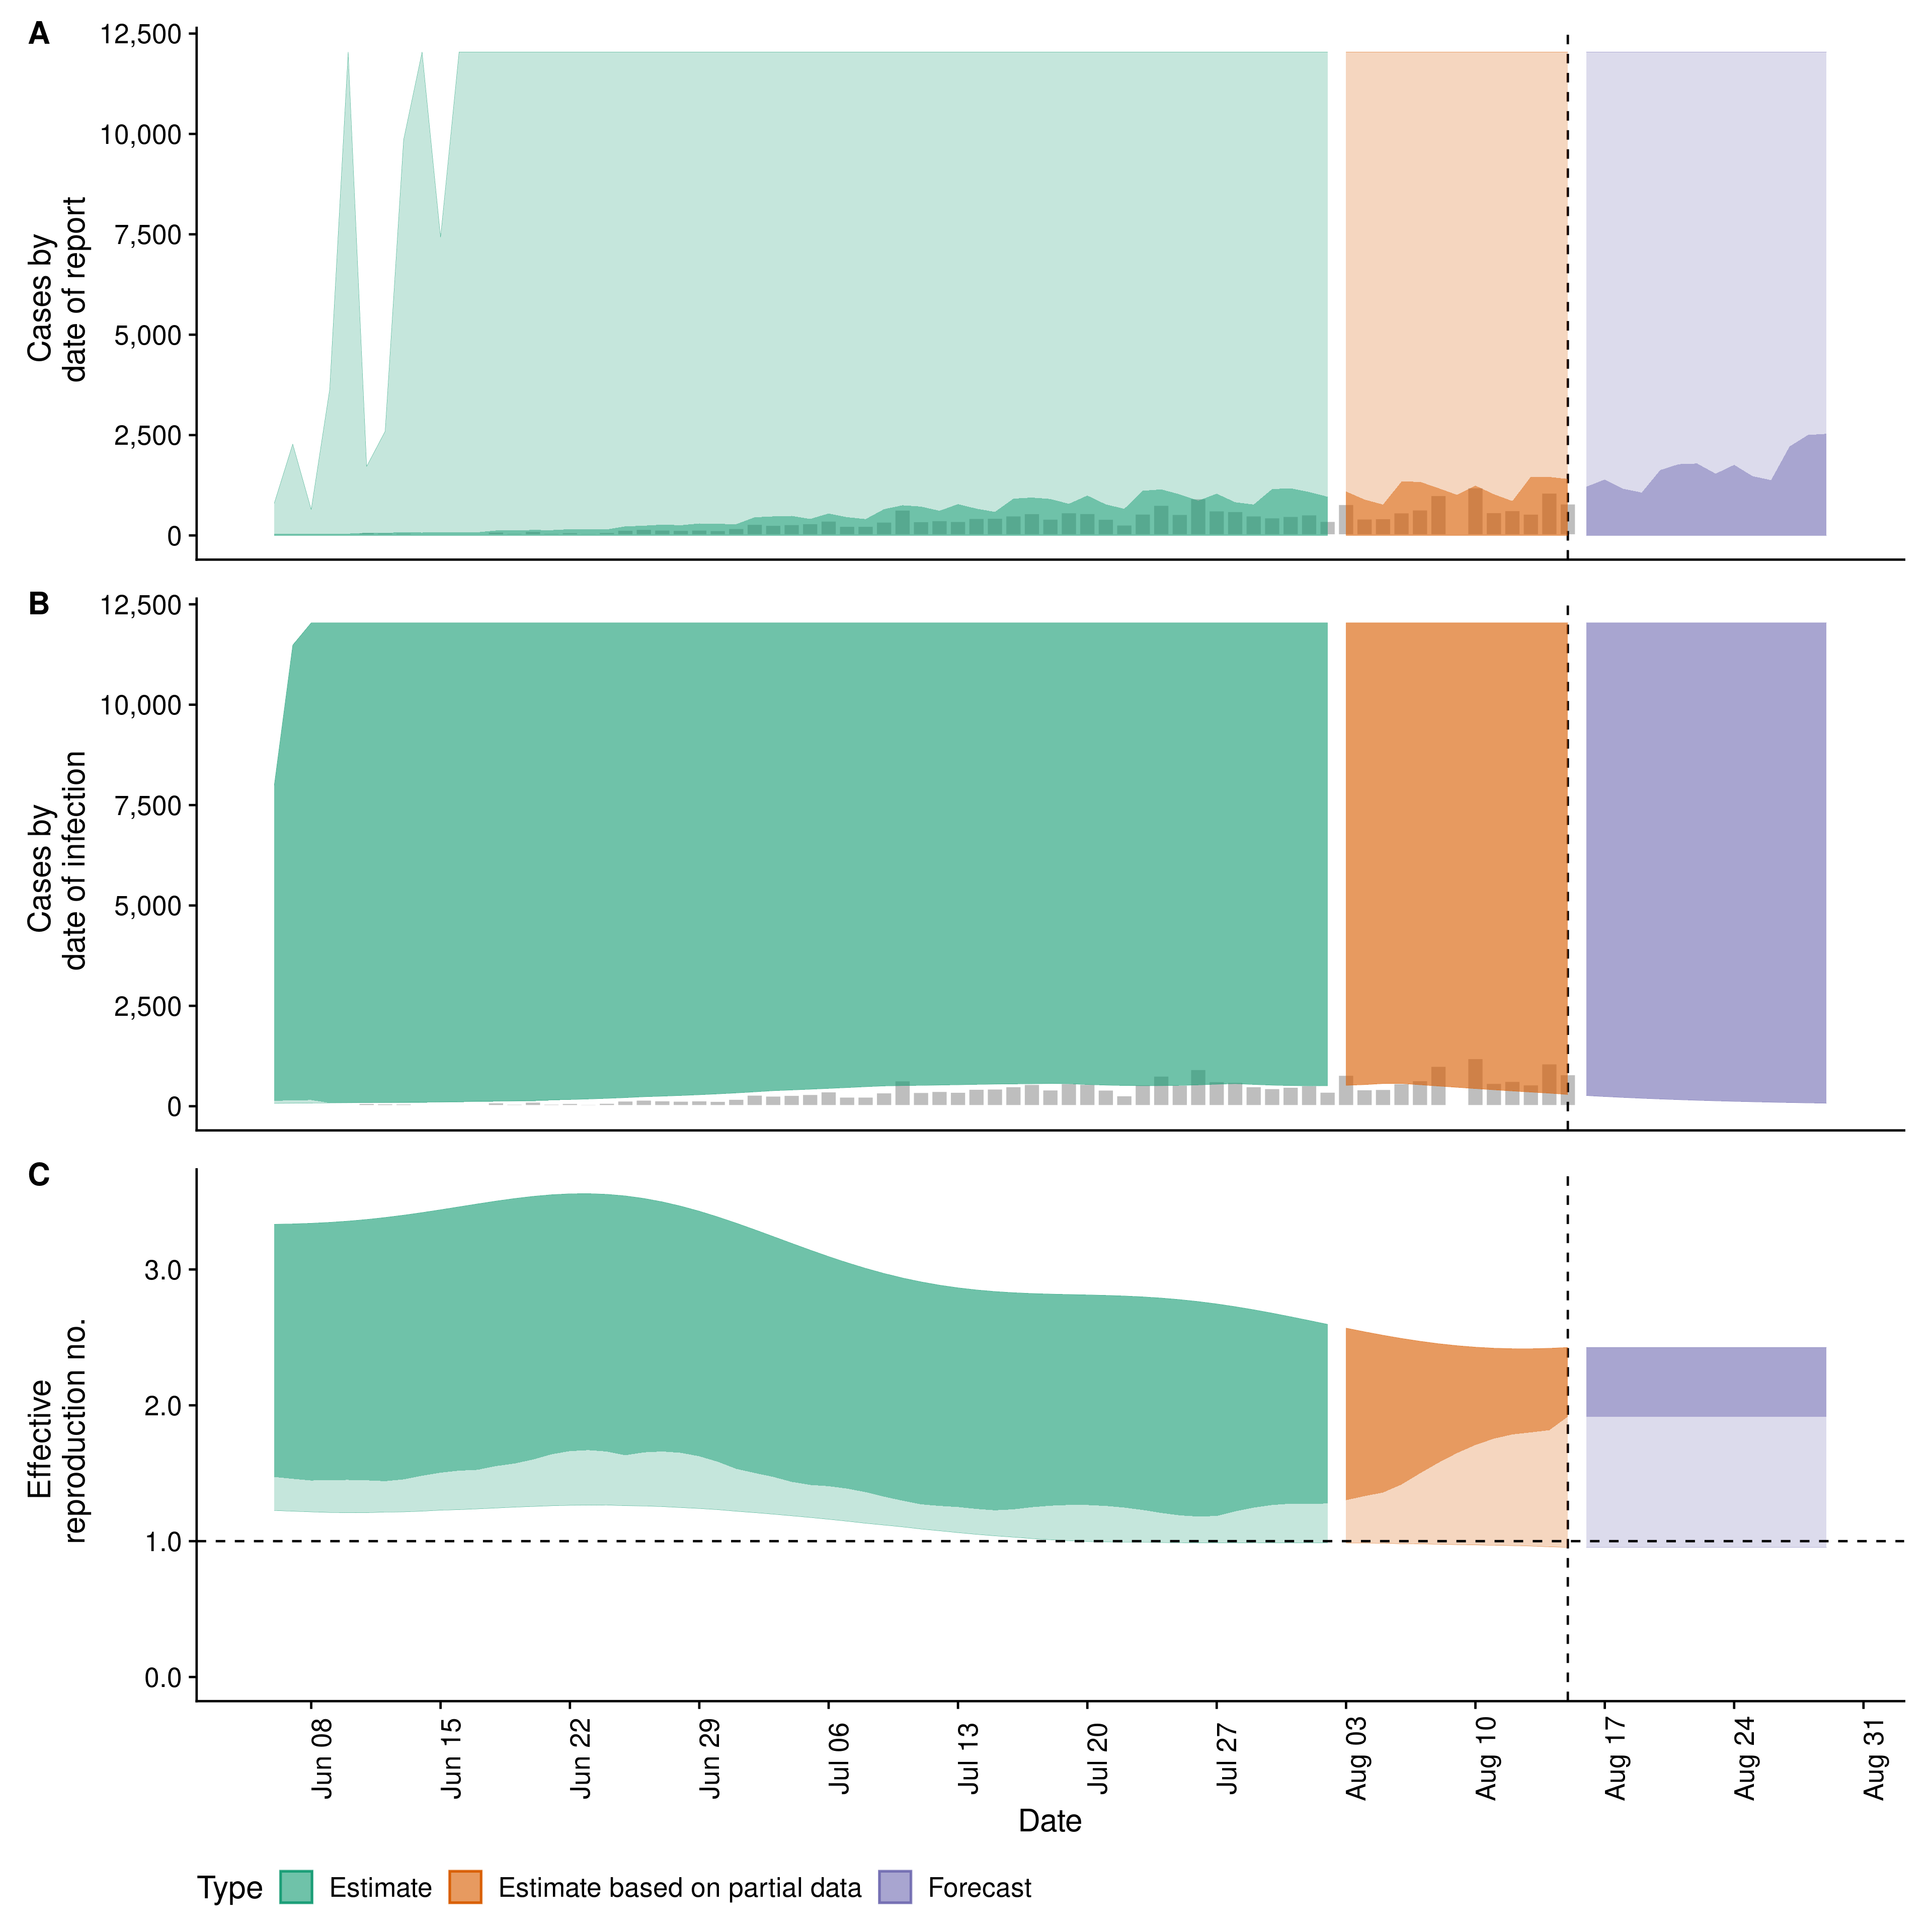 A
12,500
10,000
7,500
5,000
2,500
0
Cases by
date of report
B
12,500
10,000
7,500
5,000
2,500
0
Cases by
date of infection
C
3.0
2.0
1.0
0.0
Effective
reproduction no.
Jun 08
Jun 15
Jun 22
Jun 29
Jul 06
Jul 13
Jul 20
Jul 27
Aug 03
Aug 10
Aug 17
Aug 24
Aug 31
Date
Type Estimate Estimate based on partial data Forecast